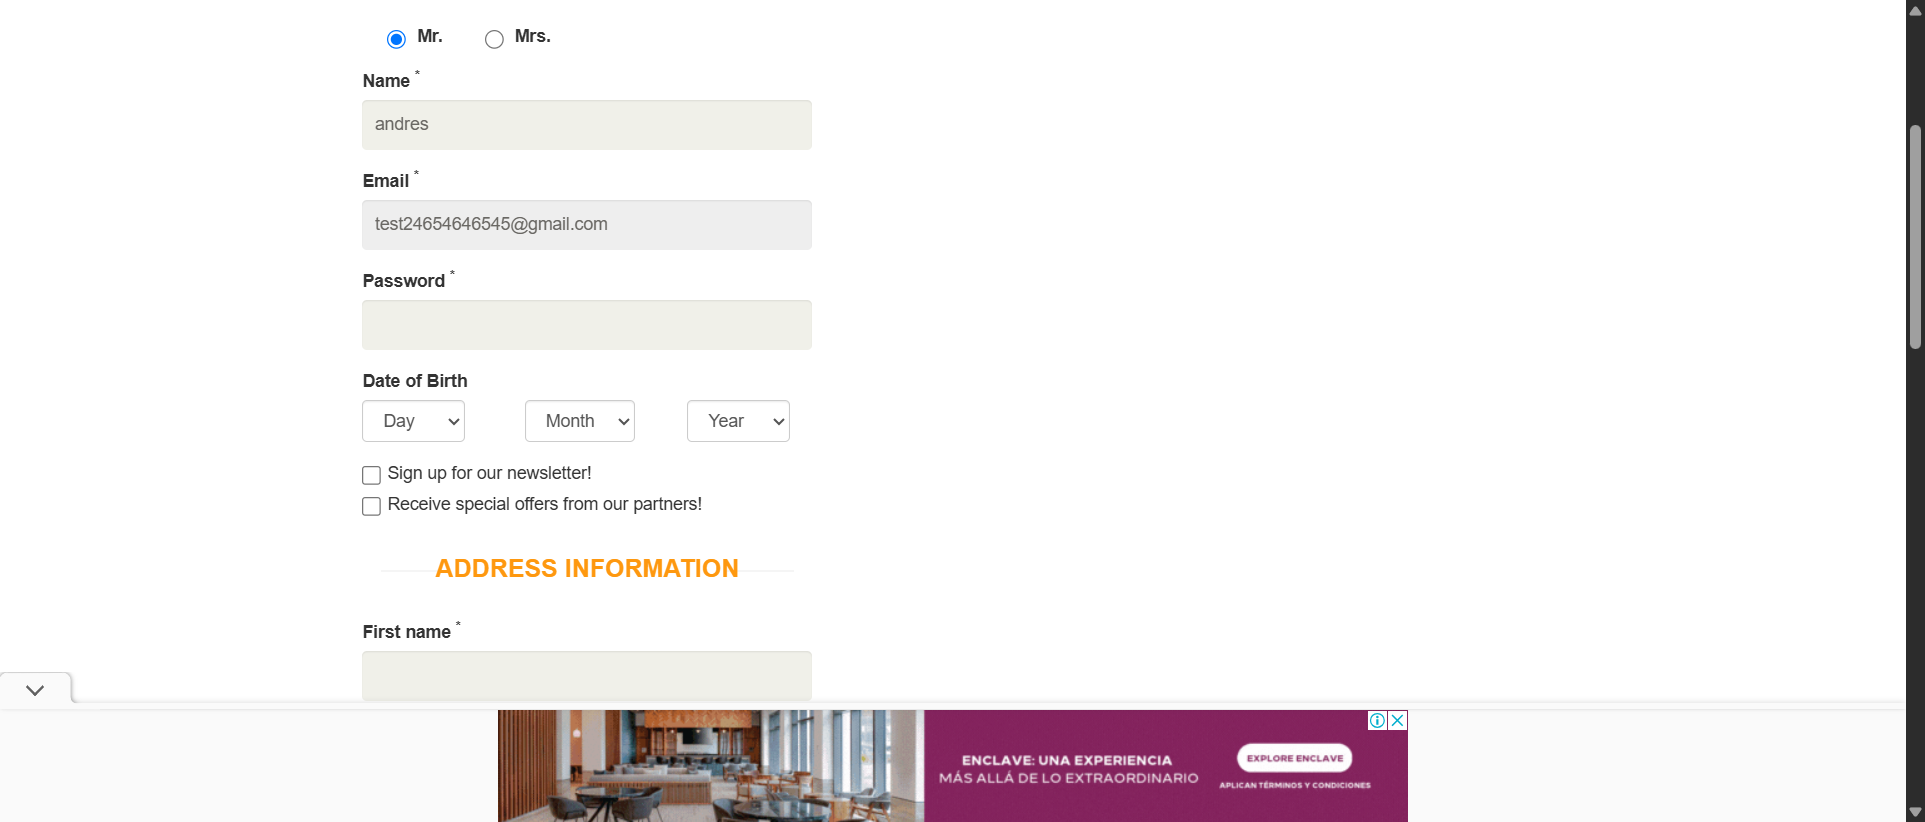 Mr. Mrs.
Name *
andres
Email *
test24654646545@gmail.com
Password *
Date of Birth
Day Month Year
Sign up for our newsletter!
Receive special offers from our partners!
ADDRESS INFORMATION
First name *
ENCLAVE: UNA EXPERIENCIA
MÁS ALLÁ DE LO EXTRAORDINARIO
EXPLORE ENCLAVE
APLICAN TÉRMINOS Y CONDICIONES